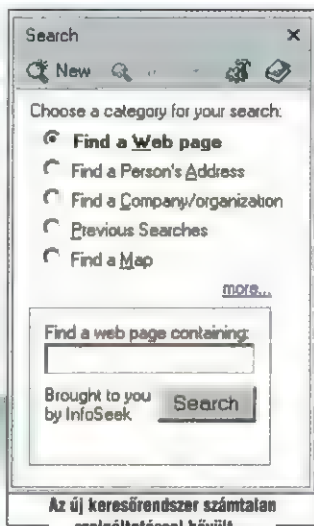 Search
New
Choose a category for your search:
Find a Web page
Find a Person's Address
Find a Company/organization
Previous Searches
Find a Map
more...
Find a web page containing:
Brought to you
by InfoSeek
Search
Az új keresőrendszer számtalan